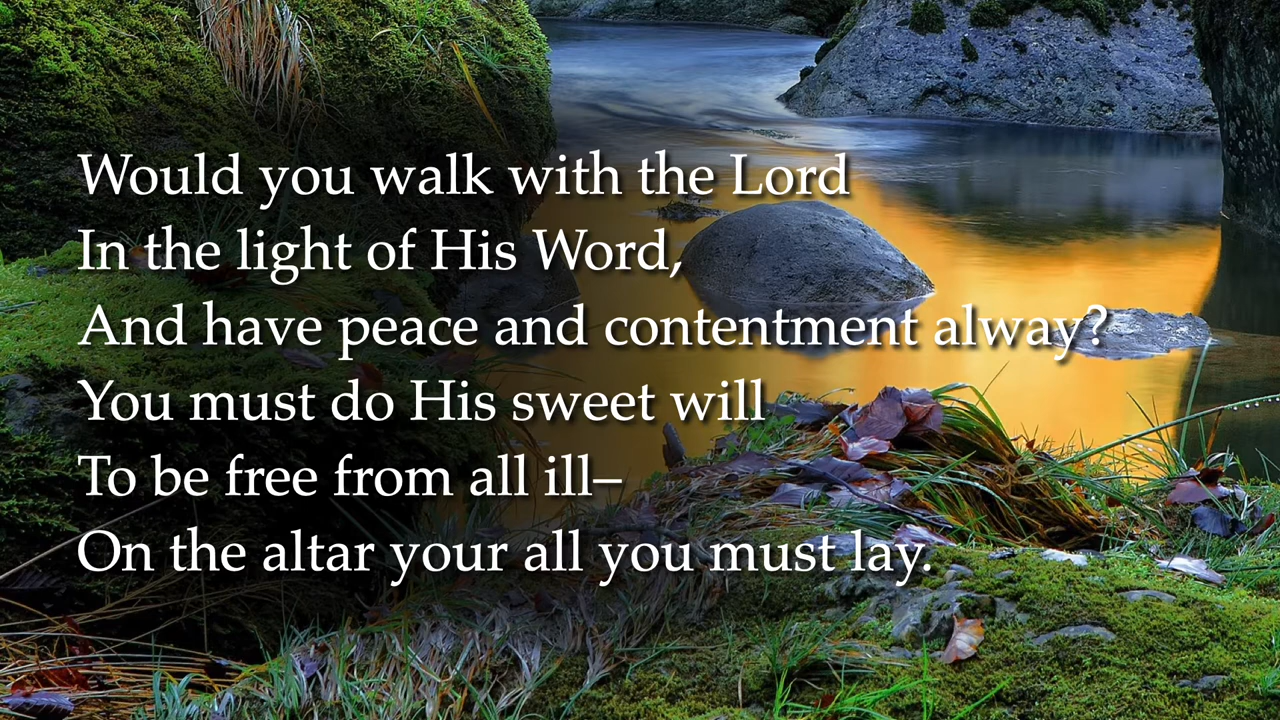 Would you walk with the Lord
In the light of His Word,
And have peace and contentment alway?
You must do His sweet will
To be free from all ill–
On the altar your all you must lay.